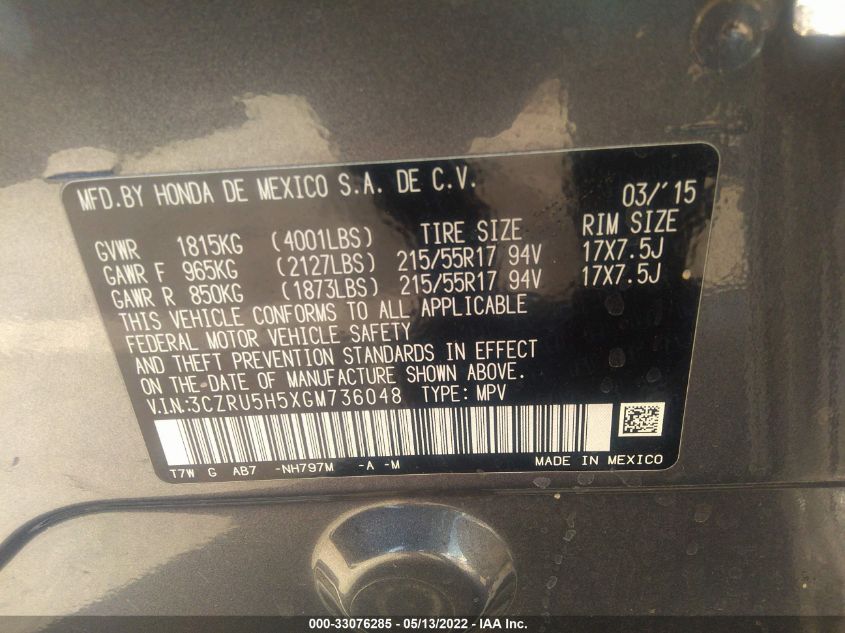 MFD.BY HONDA DE MEXICO S.A. DE C.V. 03/'15
GVWR 1815KG (4001LBS) TIRE SIZE RIM SIZE
GAWR F 965KG (2127LBS) 215/55R17 94V 17X7.5J
GAWR R 850KG (1873LBS) 215/55R17 94V 17X7.5J
THIS VEHICLE CONFORMS TO ALL APPLICABLE
FEDERAL MOTOR VEHICLE SAFETY
AND THEFT PREVENTION STANDARDS IN EFFECT
ON THE-DATE OF MANUFACTURE SHOWN ABOVE.
V.I.N:3CZRU5H5XGM736048 TYPE: MPV
T7W G AB7 -NH797M -A -M MADE IN MEXICO
000-33076285 - 05/13/2022 - IAA Inc.